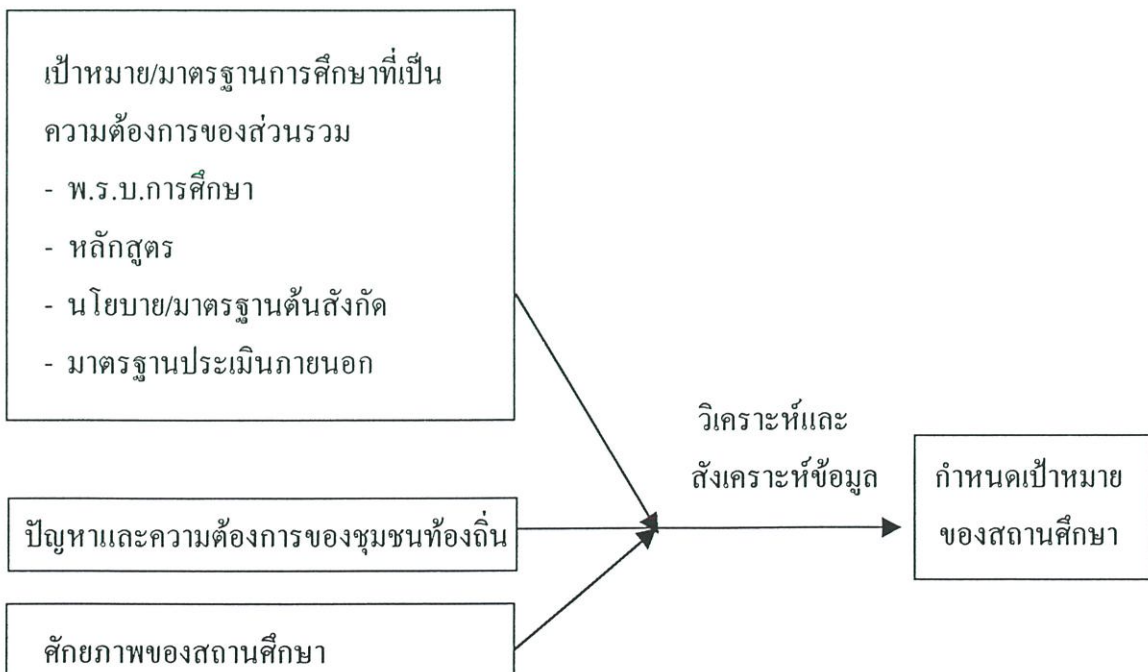 เป้าหมาย/มาตรฐานการศึกษาที่เป็น
ความต้องการของส่วนรวม
- พ.ร.บ.การศึกษา
- หลักสูตร
- นโยบาย/มาตรฐานต้นสังกัด
- มาตรฐานประเมินภายนอก
วิเคราะห์และ
สังเคราะห์ข้อมูล
กำหนดเป้าหมาย
ของสถานศึกษา
ปัญหาและความต้องการของชุมชนท้องถิ่น
ศักยภาพของสถานศึกษา